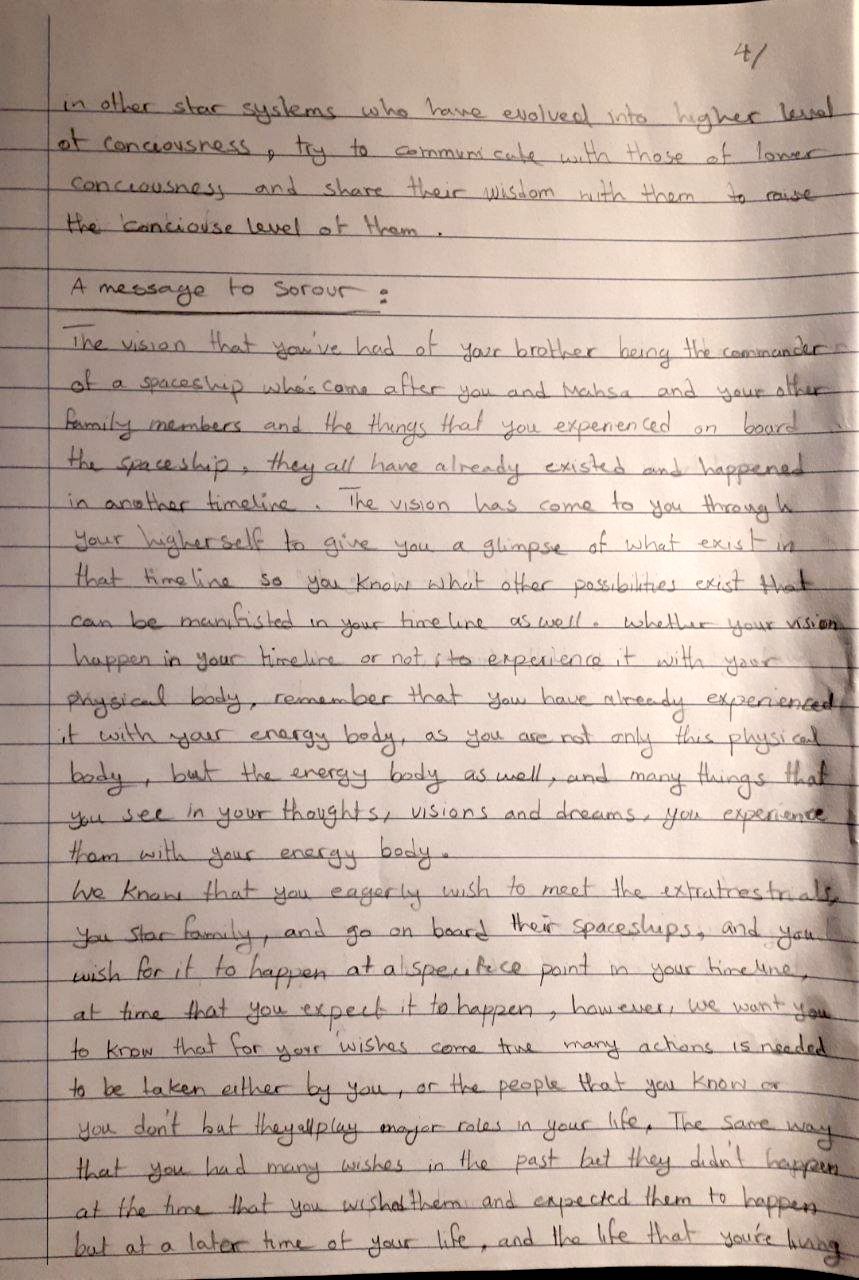 4/
in other star systems who have evolved into higher level
of conciousness, try to communicate with those of lower
conciousness and share their wisdom with them to raise
the conciouse level of them.
A message to Sorour:
The vision that you've had of your brother being the commander
of a spaceship who's come after you and Mahsa and your other
family members and the things that you experienced on board
the spaceship, they all have already existed and happened
in another timeline. The vision has come to you through
your higherself to give you a glimpse of what exist in
that timeline so you know what other possibilities exist that
can be manifisted in your timeline as well. Whether your vision
happen in your timeline or not to experience it with your
physical body, remember that you have already experienced
it with your energy body, as you are not only this physical
body, but the energy body as well, and many things that
you see in your thoughts, visions and dreams, you experience
them with your energy body.
We know that you eagerly wish to meet the extratrestrials,
you star family, and go on board their spaceships, and you
wish for it to happen at a point in your timeline,
at time that you expect it to happen, however, we want you
to know that for your wishes come true many actions is needed
to be taken either by you, or the people that you know or
you don't but they all play major roles in your life. The same way
that you had many wishes in the past but they didn't happen
at the time that you wished them and expected them to happen
but at a later time of your life, and the life that you're living